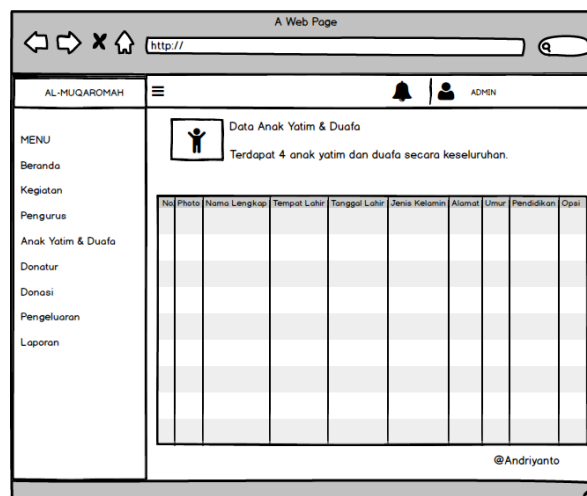 A Web Page
http://
AL-MUQAROMAH
ADMIN
MENU
Beranda
Kegiatan
Pengurus
Anak Yatim & Duafa
Donatur
Donasi
Pengeluaran
Laporan
Data Anak Yatim & Duafa
Terdapat 4 anak yatim dan duafa secara keseluruhan.
No Photo Nama Lengkap Tempat Lahir Tanggal Lahir Jenis Kelamin Alamat Umur Pendidikan Opsi
@Andriyanto